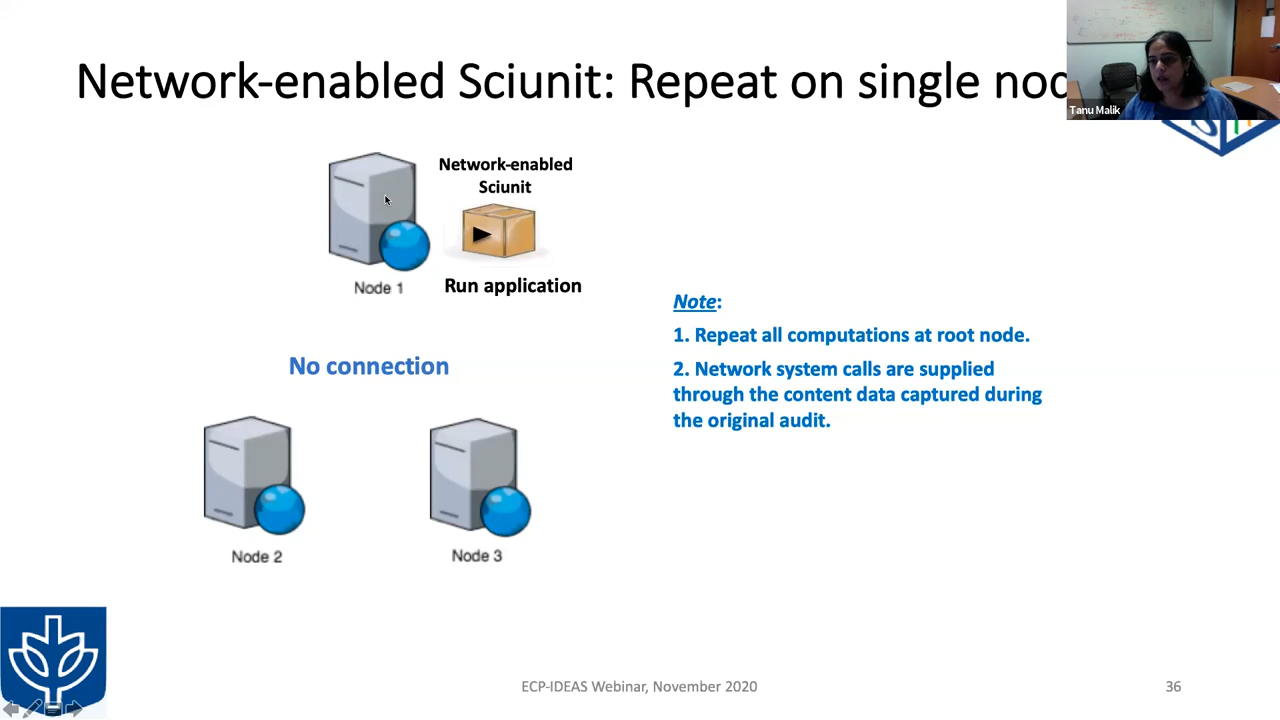 Network-enabled Sciunit: Repeat on single
Tanu Malik
Network-enabled
Sciunit
Run application
Node 1
Note:
1. Repeat all computations at root node.
2. Network system calls are supplied
through the content data captured during
the original audit.
No connection
Node 2
Node 3
ECP-IDEAS Webinar, November 2020
36